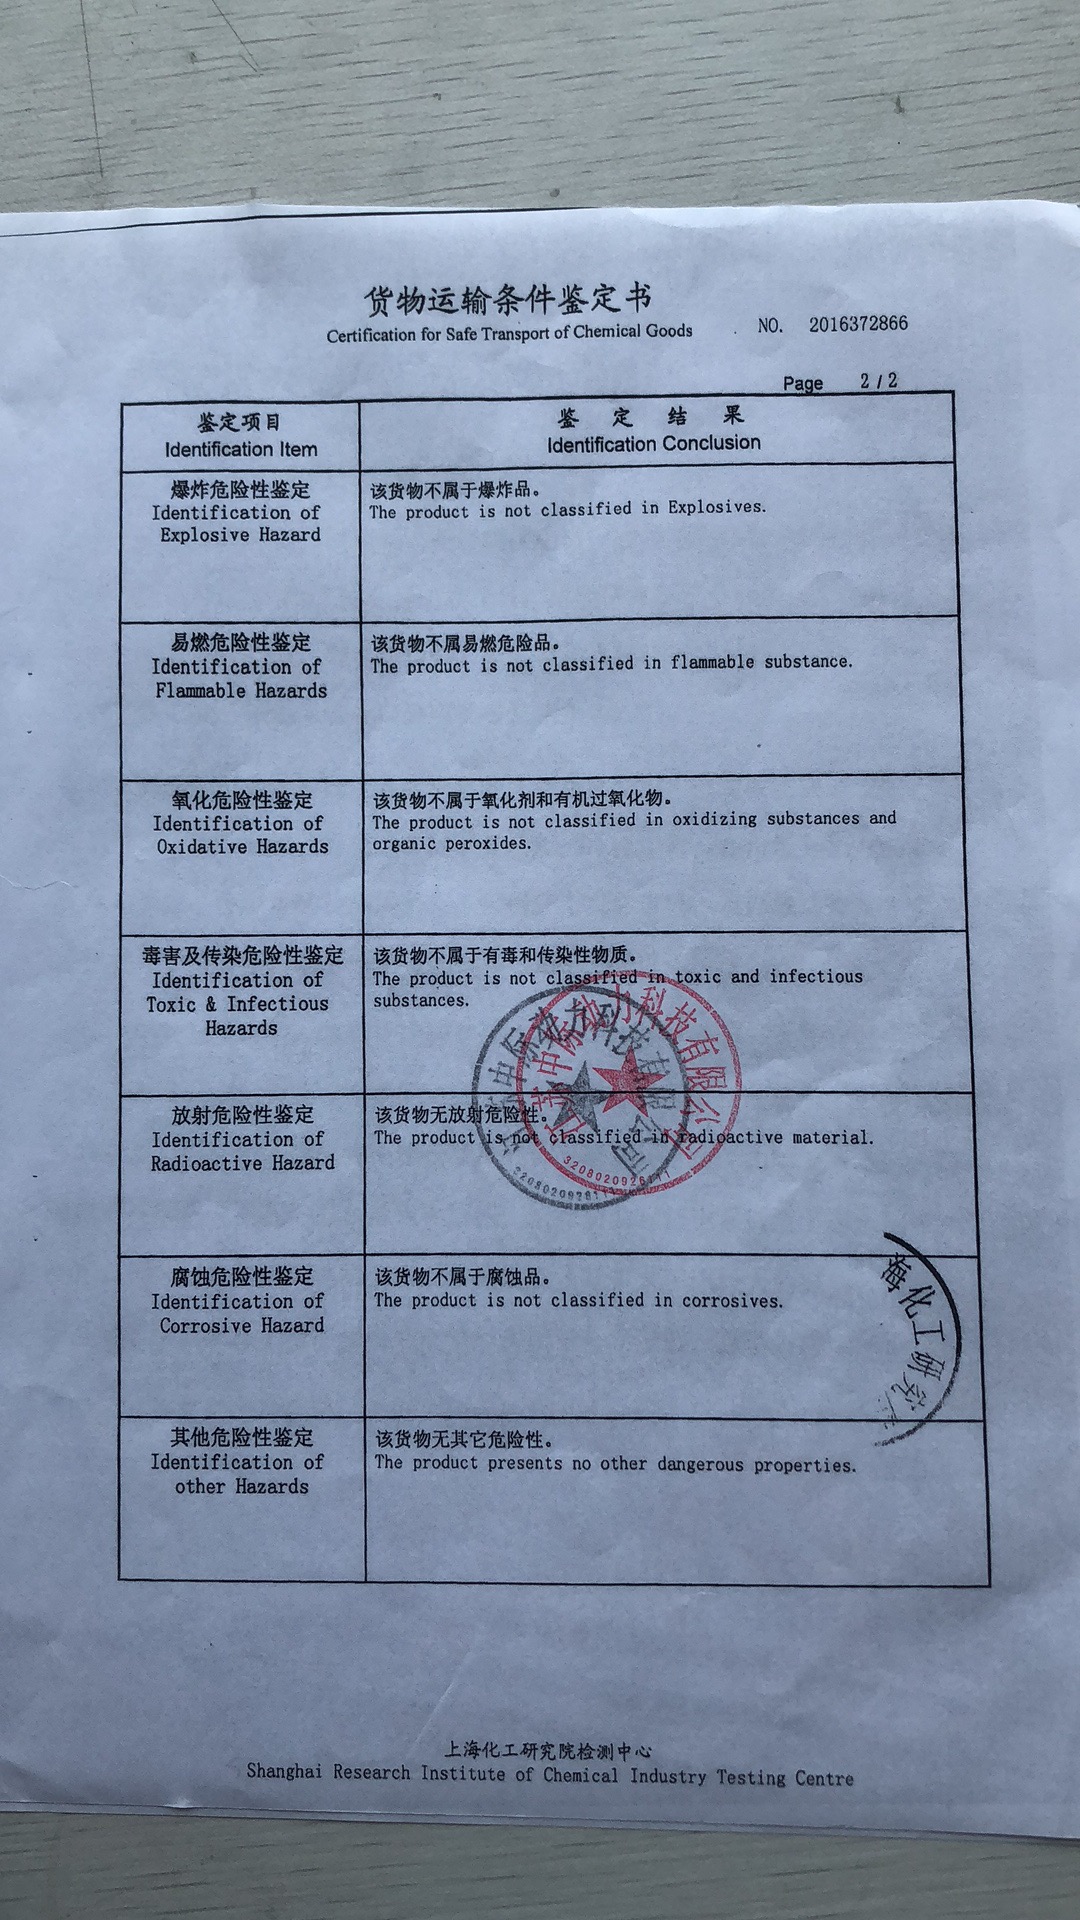 货物运输条件鉴定书
Certification for Safe Transport of Chemical Goods
NO. 2016372866
Page 2 / 2
鉴定项目
Identification Item
鉴 定 结 果
Identification Conclusion
爆炸危险性鉴定
Identification of
Explosive Hazard
该货物不属于爆炸品。
The product is not classified in Explosives.
易燃危险性鉴定
Identification of
Flammable Hazards
该货物不属易燃危险品。
The product is not classified in flammable substance.
氧化危险性鉴定
Identification of
Oxidative Hazards
该货物不属于氧化剂和有机过氧化物。
The product is not classified in oxidizing substances and
organic peroxides.
毒害及传染危险性鉴定
Identification of
Toxic & Infectious
Hazards
该货物不属于有毒和传染性物质。
The product is not classified in toxic and infectious
substances.
放射危险性鉴定
Identification of
Radioactive Hazard
该货物无放射危险性。
The product is not classified in radioactive material.
中际动力科技有限公司
腐蚀危险性鉴定
Identification of
Corrosive Hazard
该货物不属于腐蚀品。
The product is not classified in corrosives.
海化工研究
其他危险性鉴定
Identification of
other Hazards
该货物无其它危险性。
The product presents no other dangerous properties.
上海化工研究院检测中心
Shanghai Research Institute of Chemical Industry Testing Centre